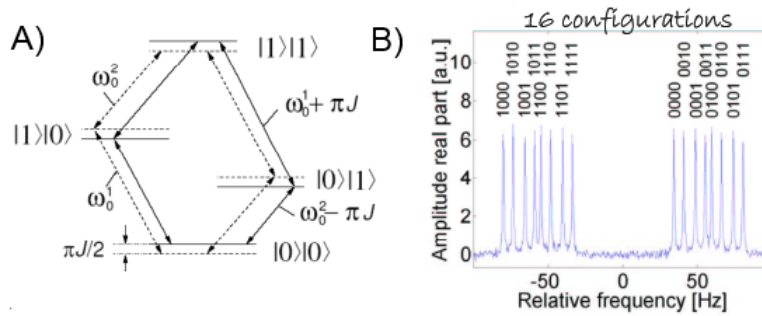 A)
|1⟩|1⟩
ω₀²
ω₀¹ + πJ
|1⟩|0⟩
|0⟩|1⟩
ω₀¹
ω₀² − πJ
πJ/2
|0⟩|0⟩
B)
16 configurations
Amplitude real part [a.u.]
10
8
6
4
2
0
1000
1010
1001
1011
1100
1110
1101
1111
0000
0010
0001
0011
0100
0110
0101
0111
-50
0
50
Relative frequency [Hz]